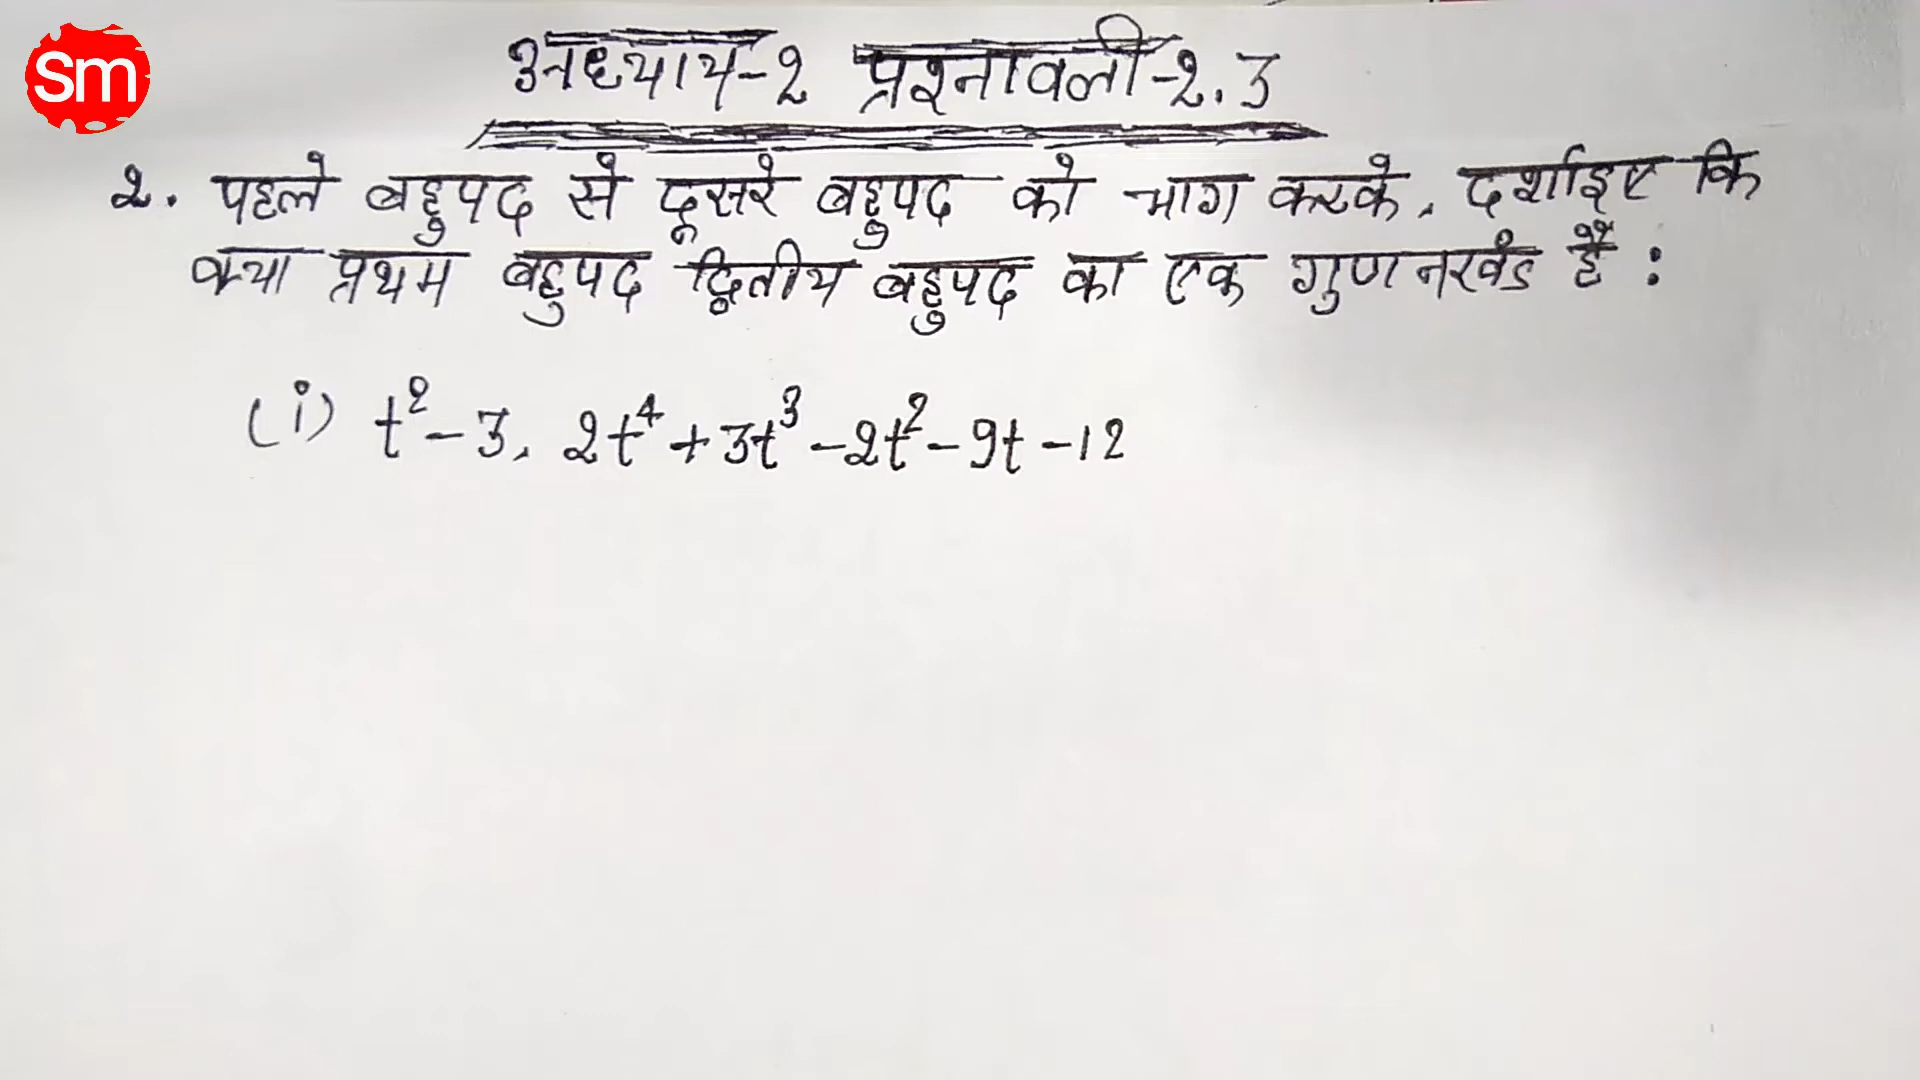 Sm
अध्याय-2 प्रश्नावली-2.3
2. पहले बहुपद से दूसरे बहुपद को भाग करके, दर्शाइए कि
क्या प्रथम बहुपद द्वितीय बहुपद का एक गुणनखंड है :
(i) t² - 3, 2t⁴ + 3t³ - 2t² - 9t - 12